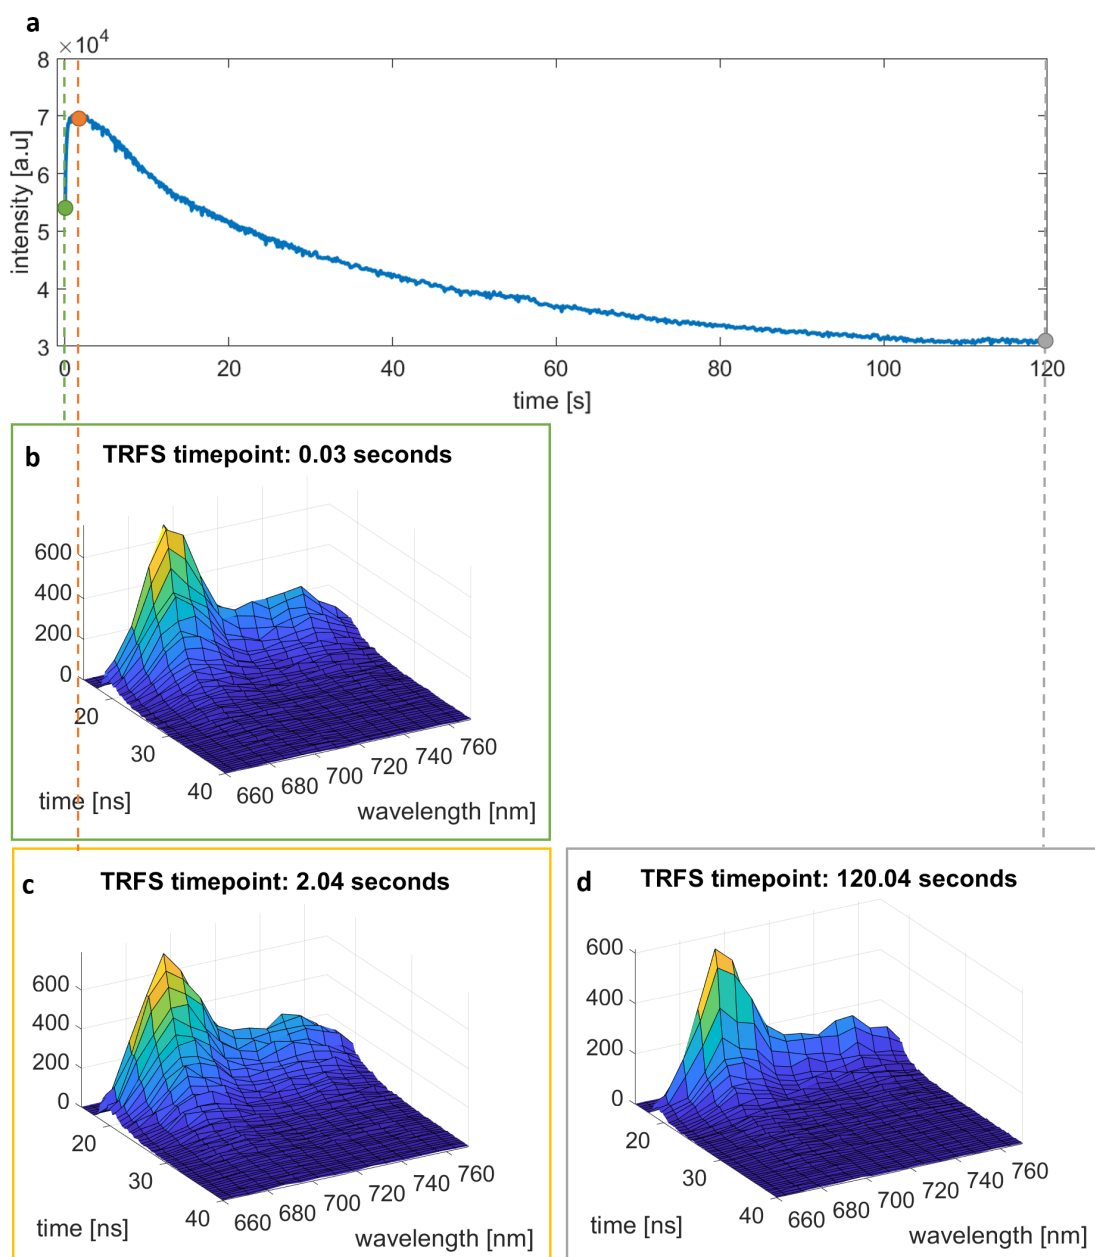 a
×10⁴
8
7
6
5
4
3
intensity [a.u]
0 20 40 60 80 100 120
time [s]
b TRFS timepoint: 0.03 seconds
600
400
200
0
20
30
40
660 680 700 720 740 760
time [ns]
wavelength [nm]
c TRFS timepoint: 2.04 seconds
600
400
200
0
20
30
40
660 680 700 720 740 760
time [ns]
wavelength [nm]
d TRFS timepoint: 120.04 seconds
600
400
200
0
20
30
40
660 680 700 720 740 760
time [ns]
wavelength [nm]